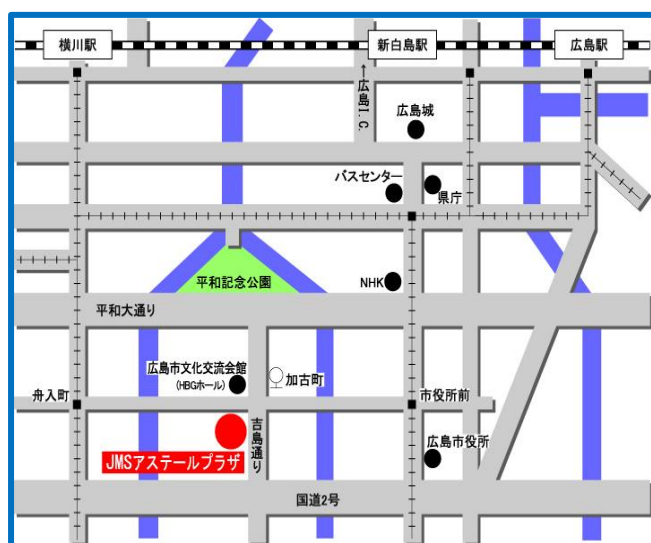 横川駅
新白島駅
広島駅
←広島I.C.
広島城
バスセンター
県庁
平和記念公園
NHK
平和大通り
広島市文化交流会館
(HBGホール)
加古町
舟入町
市役所前
吉島通り
広島市役所
JMSアステールプラザ
国道2号